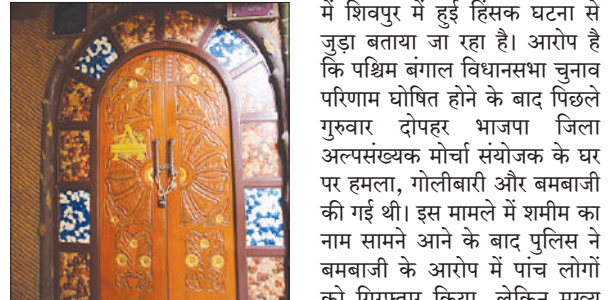 में शिवपुर में हुई हिंसक घटना से
जुड़ा बताया जा रहा है। आरोप है
कि पश्चिम बंगाल विधानसभा चुनाव
परिणाम घोषित होने के बाद पिछले
गुरुवार दोपहर भाजपा जिला
अल्पसंख्यक मोर्चा संयोजक के घर
पर हमला, गोलीबारी और बमबाजी
की गई थी। इस मामले में शमीम का
नाम सामने आने के बाद पुलिस ने
बमबाजी के आरोप में पांच लोगों
को गिरफ्तार किया, लेकिन मुख्य